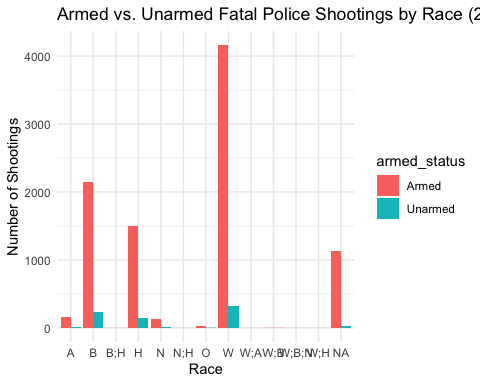 Armed vs. Unarmed Fatal Police Shootings by Race (2
Number of Shootings
4000
3000
2000
1000
0
A B B;H H N N;H O W W;A W;B W;B;N W;H NA
Race
armed_status
Armed
Unarmed